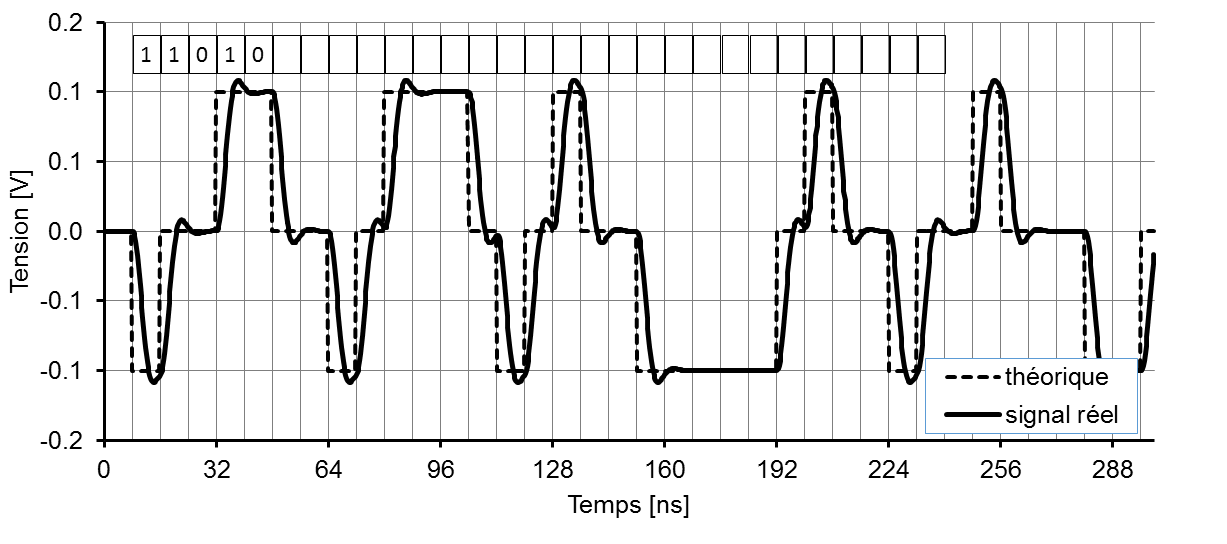 0.2
1 1 0 1 0
0.1
0.1
0.0
-0.1
-0.1
-0.2
Tension [V]
théorique
signal réel
0 32 64 96 128 160 192 224 256 288
Temps [ns]